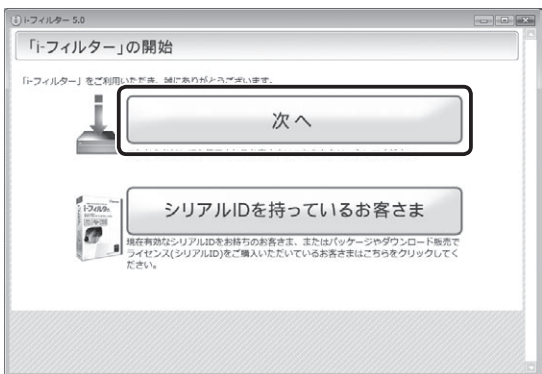 i-フィルター 5.0
「i-フィルター」の開始
「i-フィルター」をご利用いただき、誠にありがとうございます。
次へ
シリアルIDを持っているお客さま
現在有効なシリアルIDをお持ちのお客さま、またはパッケージやダウンロード販売で
ライセンス(シリアルID)をご購入いただいているお客さまはこちらをクリックしてく
ださい。